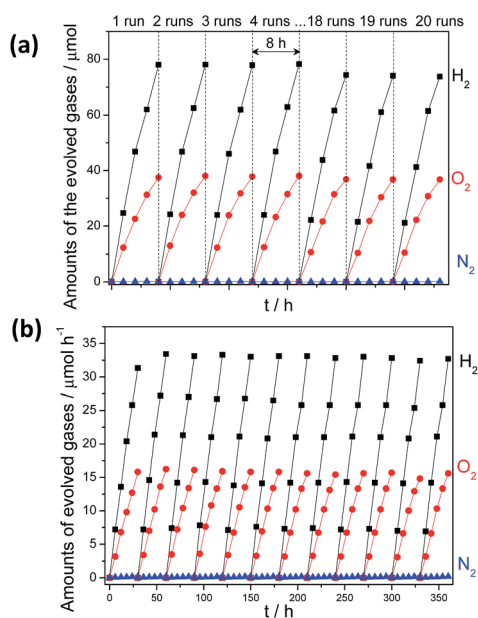 1 run 2 runs 3 runs 4 runs ...18 runs 19 runs 20 runs
(a)
8 h
80
60
40
20
0
Amounts of the evolved gases / μmol
H₂
O₂
N₂
t / h
(b)
35
30
25
20
15
10
5
0
Amounts of evolved gases / μmol h⁻¹
H₂
O₂
N₂
0 50 100 150 200 250 300 350
t / h